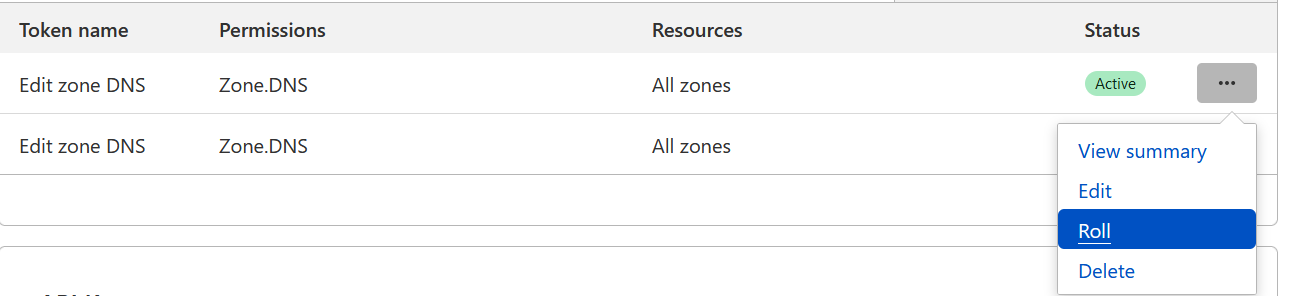 Token name Permissions Resources Status
Edit zone DNS Zone.DNS All zones Active ...
Edit zone DNS Zone.DNS All zones
View summary
Edit
Roll
Delete